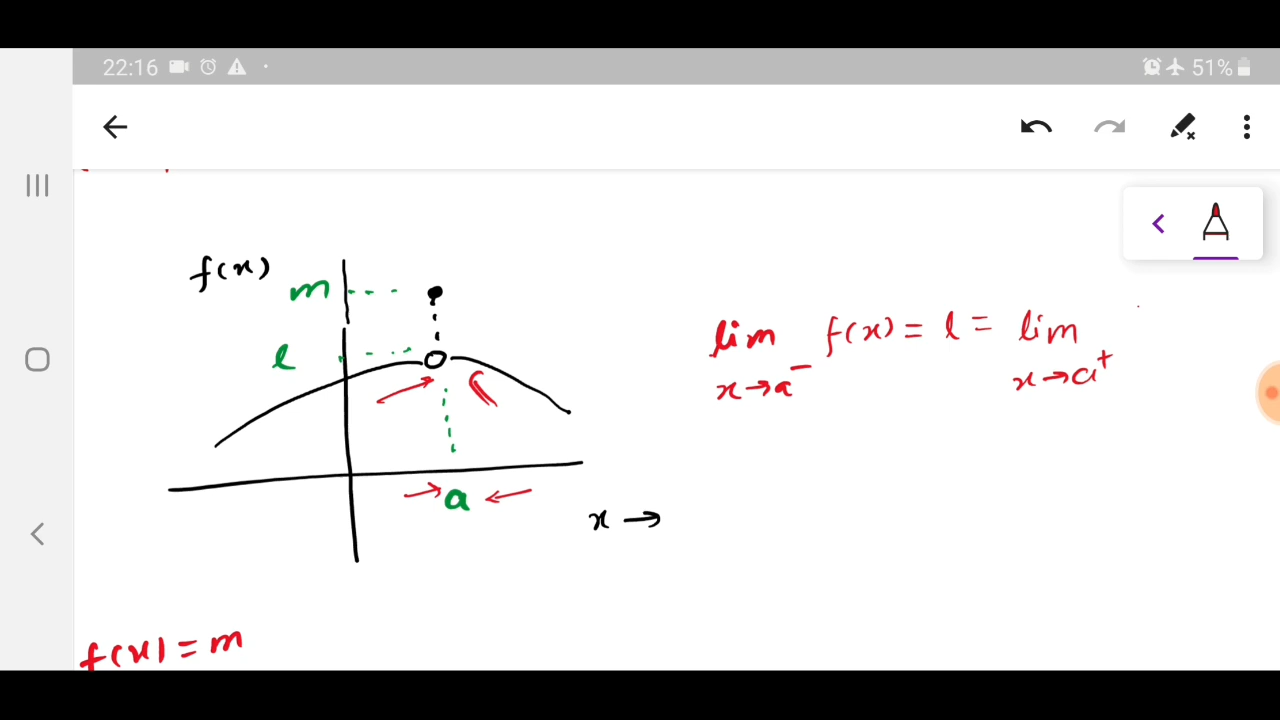 22:16 51%
f(x)
m
l
lim f(x) = l = lim
x→a⁻ x→a⁺
a
x →
f(x) = m